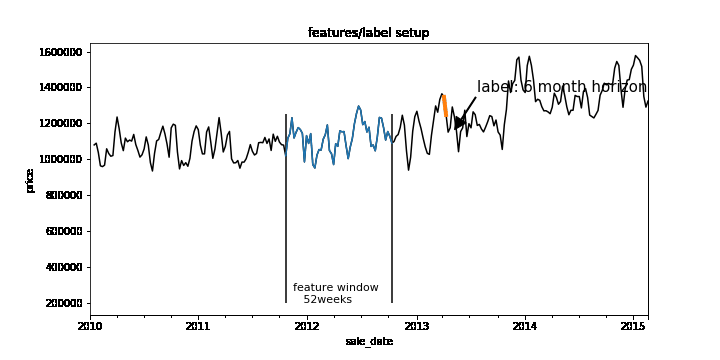 features/label setup
1600000
1400000
1200000
1000000
800000
600000
400000
200000
price
label: 6 month horizon
feature window
52weeks
2010 2011 2012 2013 2014 2015
sale_date